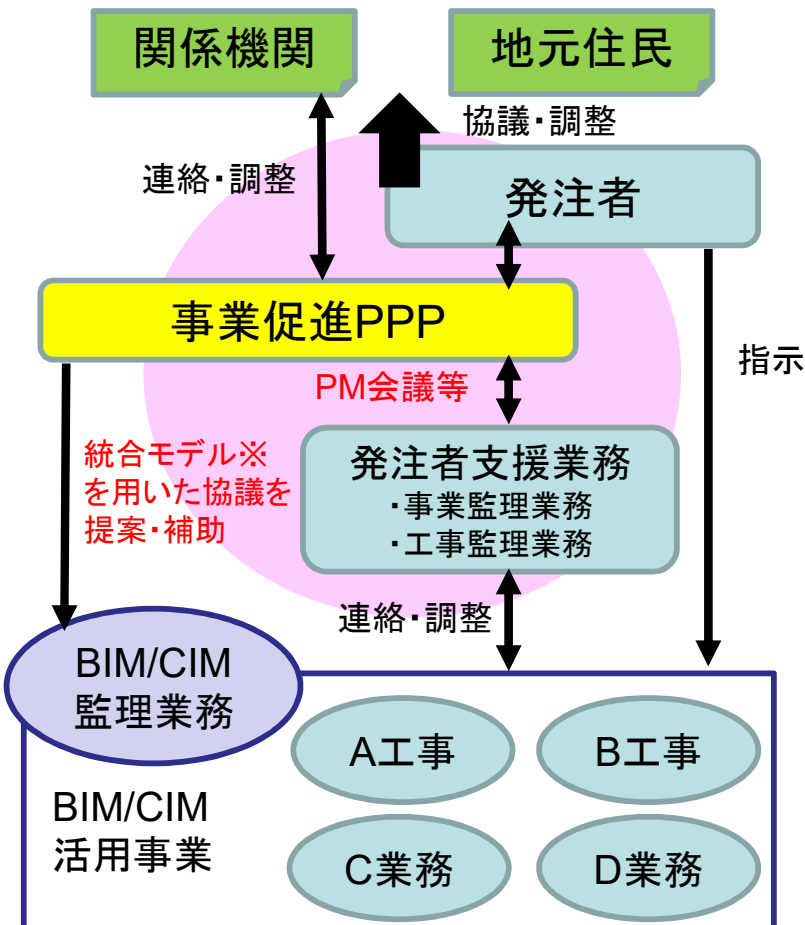 関係機関
地元住民
協議・調整
連絡・調整
発注者
事業促進PPP
指示
PM会議等
統合モデル※
を用いた協議を
提案・補助
発注者支援業務
・事業監理業務
・工事監理業務
連絡・調整
BIM/CIM
監理業務
A工事
B工事
BIM/CIM
活用事業
C業務
D業務